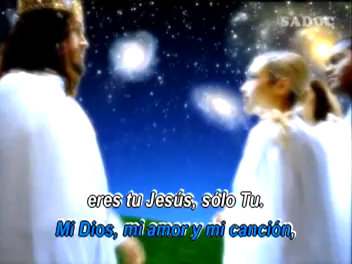 SADOC
eres tu Jesús, sólo Tu.
Mi Dios, mi amor y mi canción,